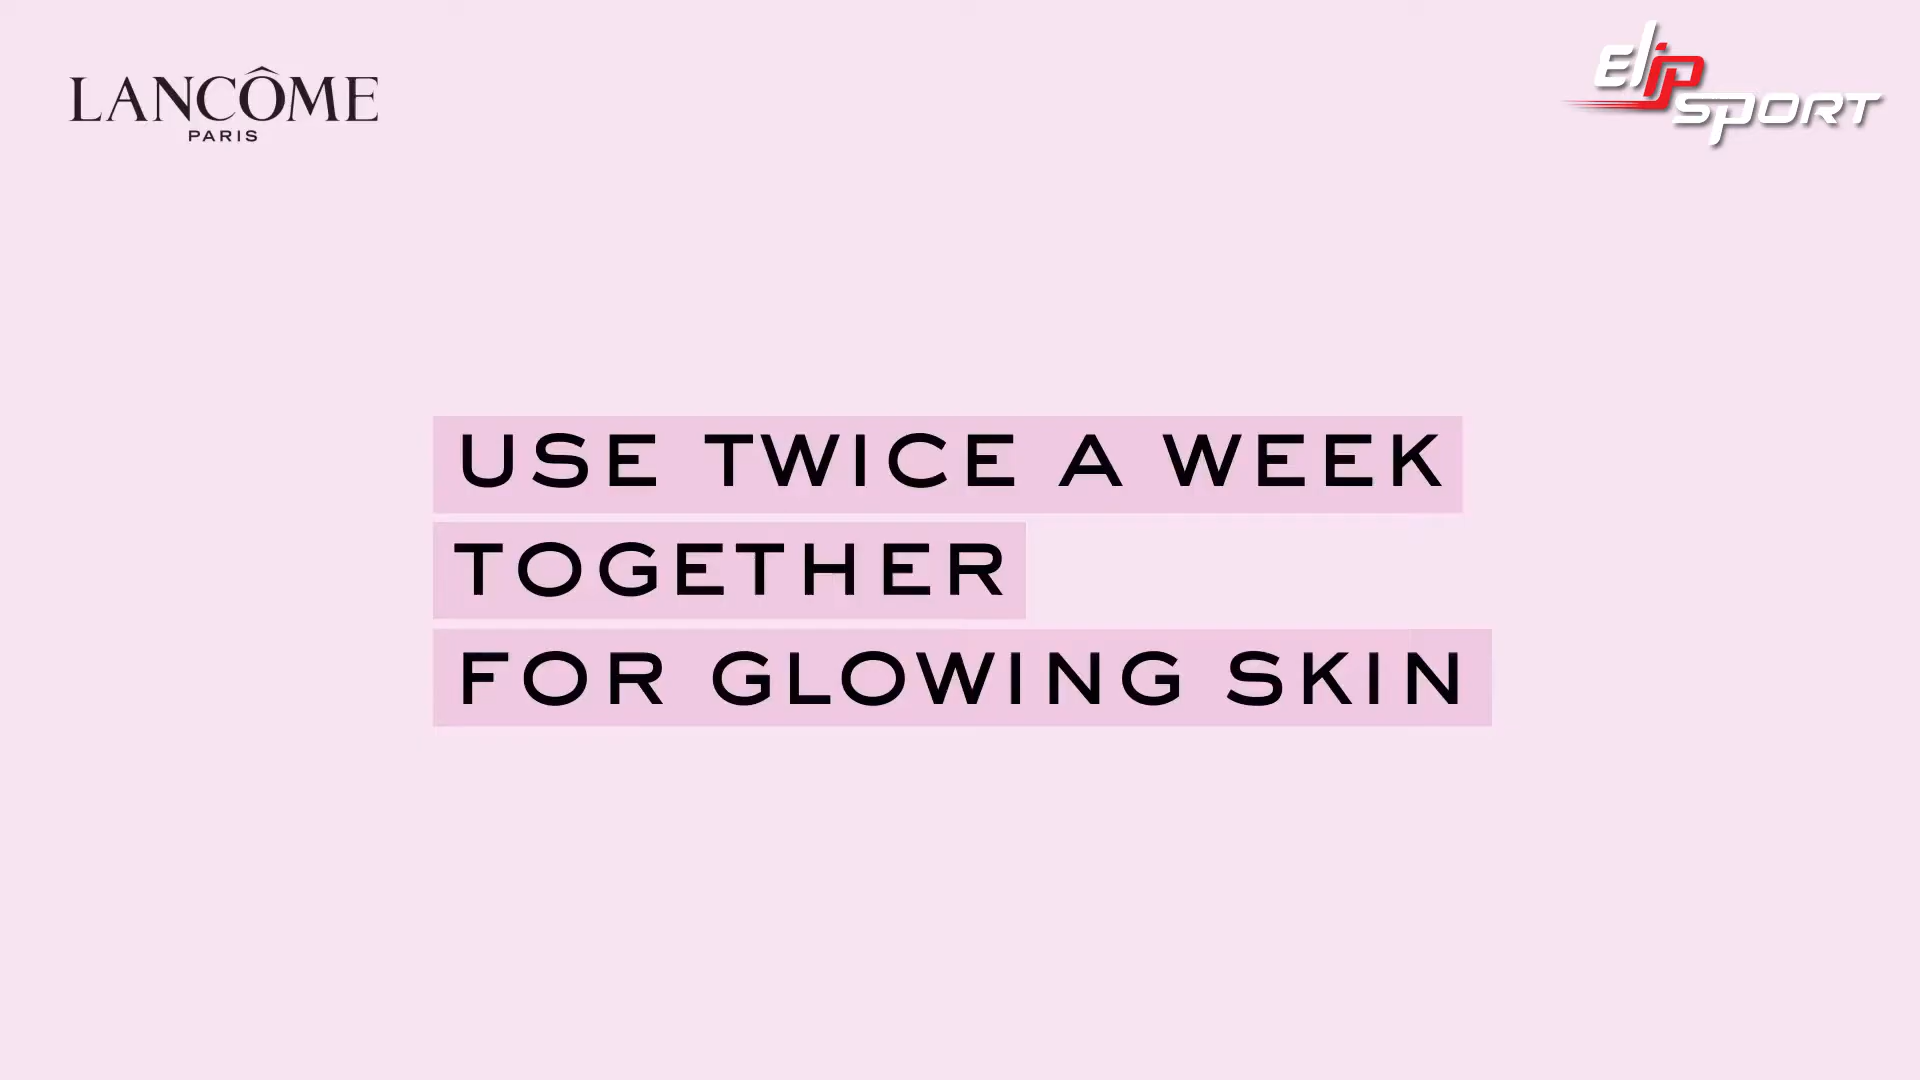 LANCÔME
PARIS
elip
sport
USE TWICE A WEEK
TOGETHER
FOR GLOWING SKIN